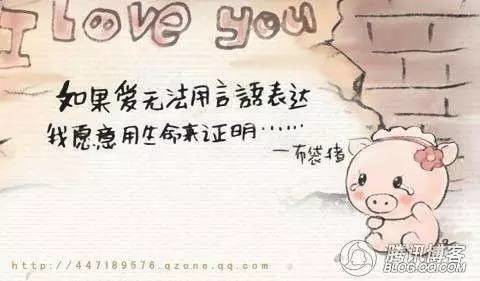 I love you
如果爱无法用言語表达
我愿意用生命来证明……
—布袋猪
http://447189576.qzone.qq.com
腾讯博客
BLOG.QQ.COM